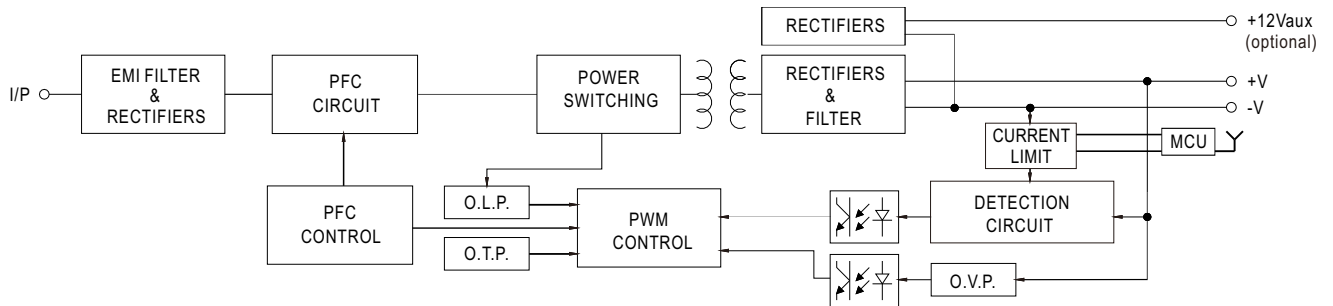 RECTIFIERS
+12Vaux
(optional)
I/P
EMI FILTER
&
RECTIFIERS
PFC
CIRCUIT
POWER
SWITCHING
RECTIFIERS
&
FILTER
+V
-V
CURRENT
LIMIT
MCU
PFC
CONTROL
O.L.P.
O.T.P.
PWM
CONTROL
DETECTION
CIRCUIT
O.V.P.